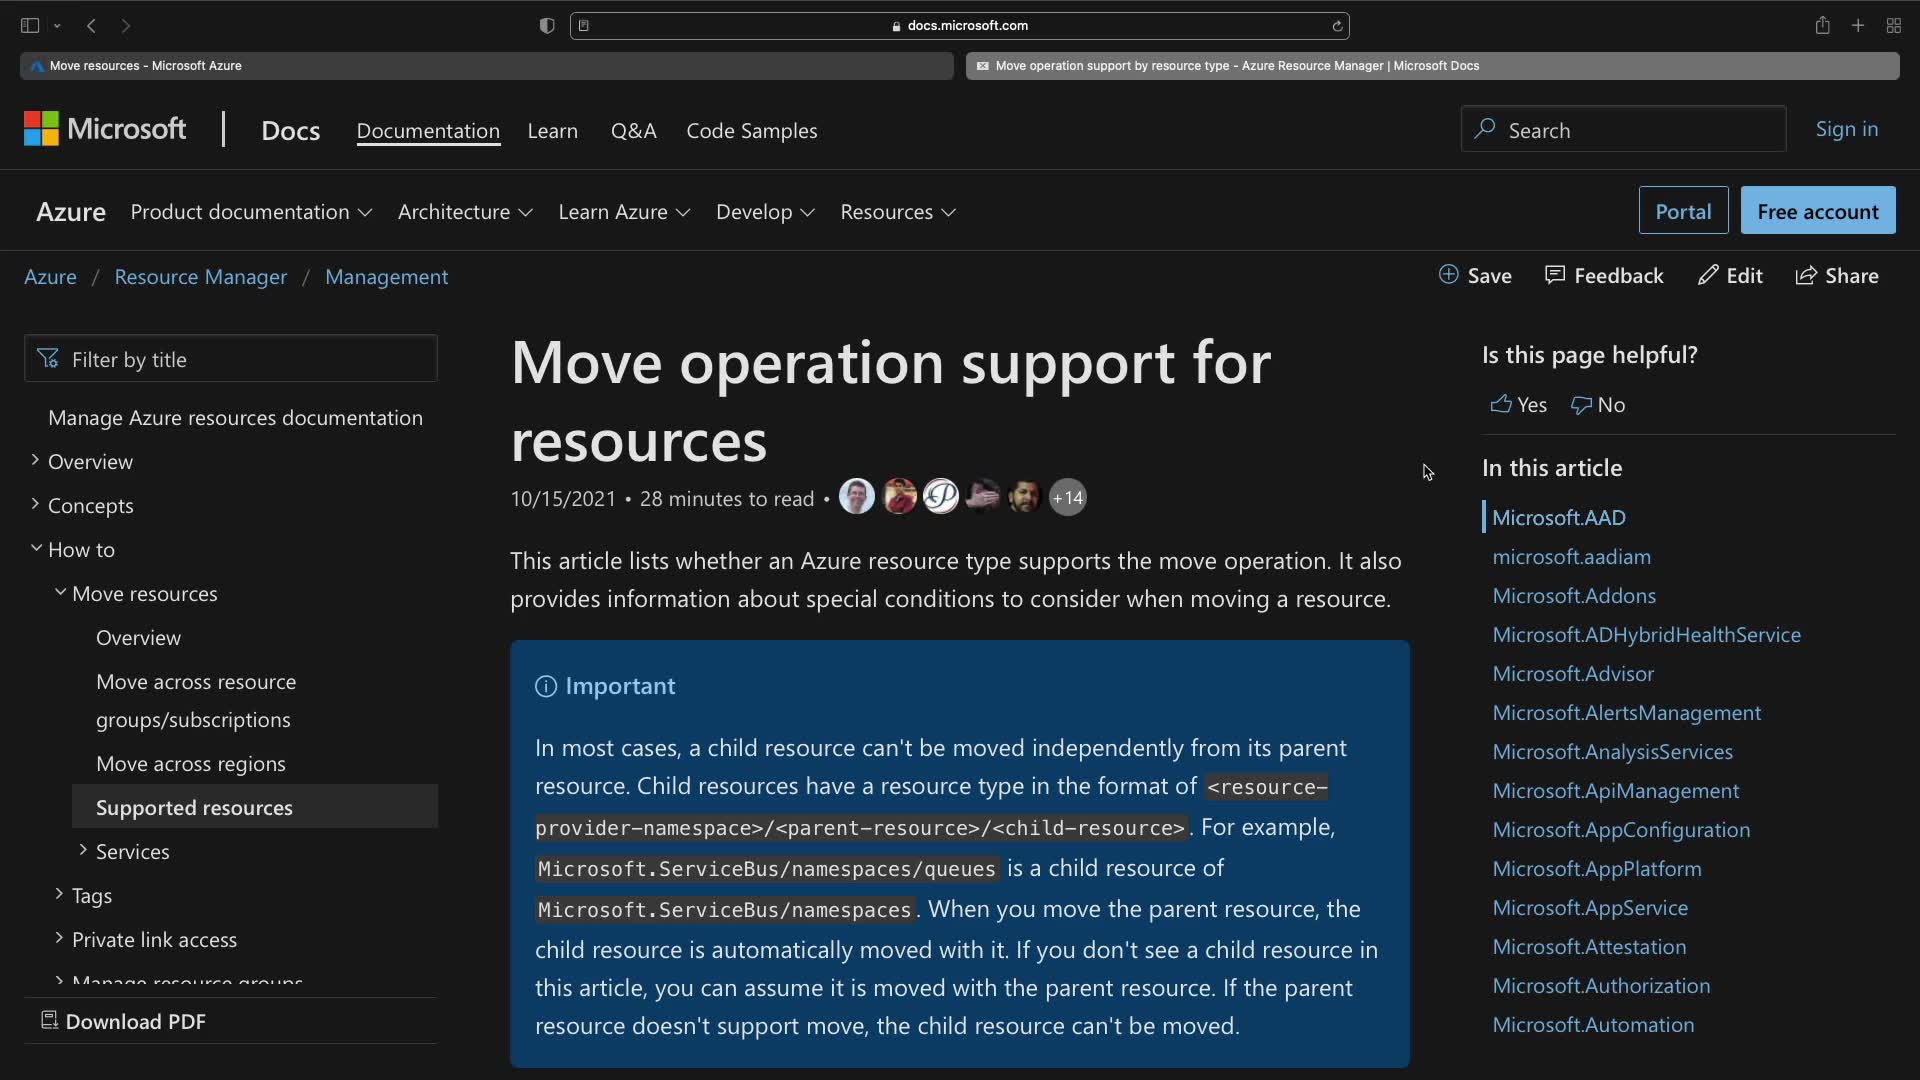 docs.microsoft.com
Move resources - Microsoft Azure
Move operation support by resource type - Azure Resource Manager | Microsoft Docs
Microsoft
Docs
Documentation
Learn
Q&A
Code Samples
Search
Sign in
Azure
Product documentation
Architecture
Learn Azure
Develop
Resources
Portal
Free account
Azure / Resource Manager / Management
Save
Feedback
Edit
Share
Filter by title
Manage Azure resources documentation
Overview
Concepts
How to
Move resources
Overview
Move across resource
groups/subscriptions
Move across regions
Supported resources
Services
Tags
Private link access
Manage resource groups
Download PDF
Move operation support for
resources
10/15/2021 • 28 minutes to read • +14
This article lists whether an Azure resource type supports the move operation. It also
provides information about special conditions to consider when moving a resource.
Important
In most cases, a child resource can't be moved independently from its parent
resource. Child resources have a resource type in the format of <resource-
provider-namespace>/<parent-resource>/<child-resource>. For example,
Microsoft.ServiceBus/namespaces/queues is a child resource of
Microsoft.ServiceBus/namespaces. When you move the parent resource, the
child resource is automatically moved with it. If you don't see a child resource in
this article, you can assume it is moved with the parent resource. If the parent
resource doesn't support move, the child resource can't be moved.
Is this page helpful?
Yes
No
In this article
Microsoft.AAD
microsoft.aadiam
Microsoft.Addons
Microsoft.ADHybridHealthService
Microsoft.Advisor
Microsoft.AlertsManagement
Microsoft.AnalysisServices
Microsoft.ApiManagement
Microsoft.AppConfiguration
Microsoft.AppPlatform
Microsoft.AppService
Microsoft.Attestation
Microsoft.Authorization
Microsoft.Automation